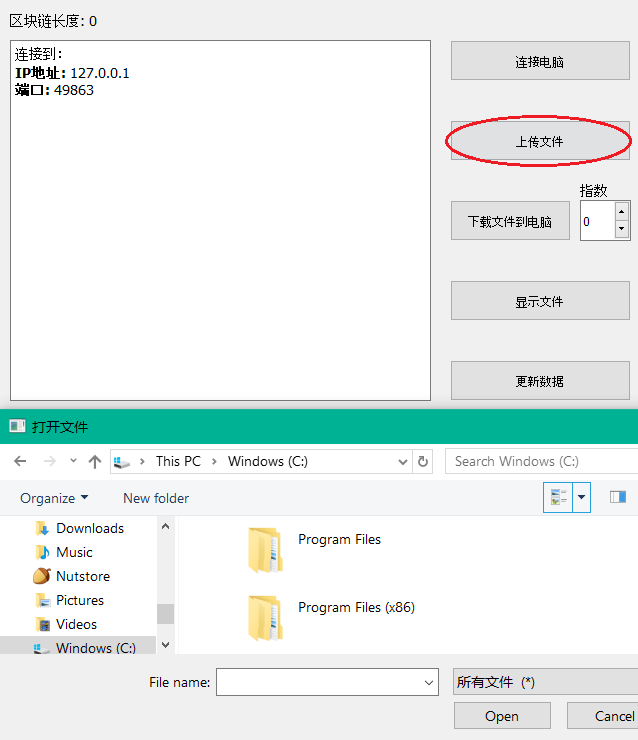 区块链长度: 0
连接到:
IP地址: 127.0.0.1
端口: 49863
连接电脑
上传文件
指数
下载文件到电脑
0
显示文件
更新数据
打开文件
This PC
Windows (C:)
Search Windows (C:)
Organize
New folder
Downloads
Music
Nutstore
Pictures
Videos
Windows (C:)
Program Files
Program Files (x86)
File name:
所有文件 (*)
Open
Cancel